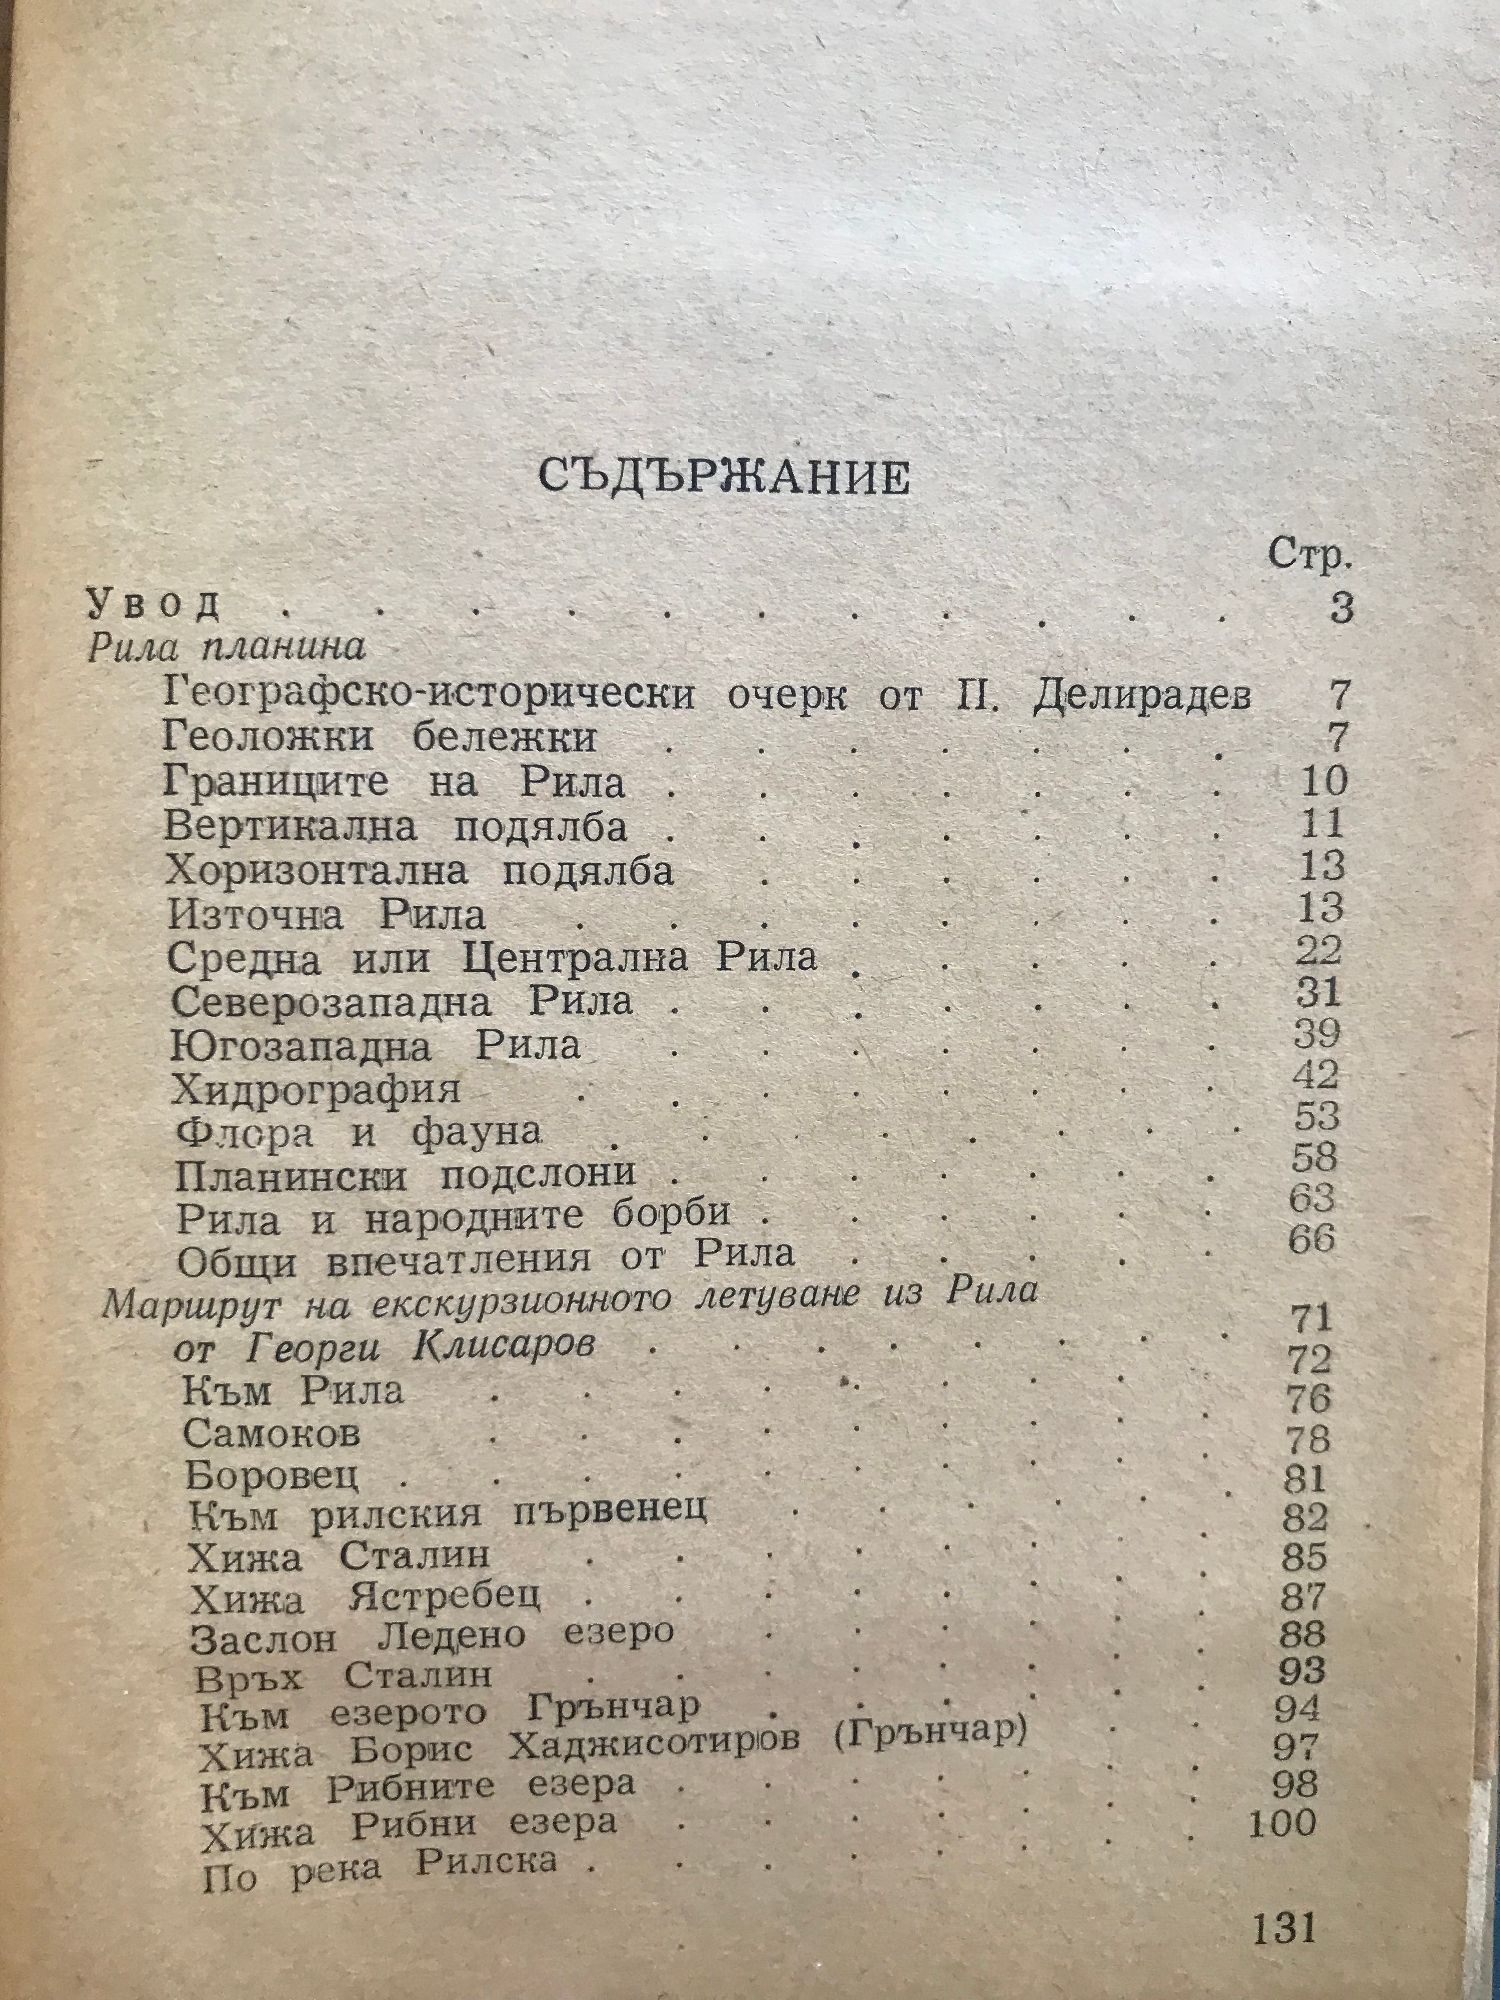 СЪДЪРЖАНИЕ
Стр.
Увод . . . . . . . . . . . 3
Рила планина
Географско-исторически очерк от П. Делирадев 7
Геоложки бележки . . . . . . . 7
Границите на Рила . . . . . . . 10
Вертикална подялба . . . . . . . 11
Хоризонтална подялба . . . . . . 13
Източна Рила . . . . . . . . 13
Средна или Централна Рила . . . . . 22
Северозападна Рила . . . . . . . 31
Югозападна Рила . . . . . . . 39
Хидрография . . . . . . . . 42
Флора и фауна . . . . . . . . 53
Планински подслони . . . . . . . 58
Рила и народните борби . . . . . . 63
Общи впечатления от Рила . . . . . 66
Маршрут на екскурзионното летуване из Рила
от Георги Клисаров . . . . . . . . 71
Към Рила . . . . . . . . 72
Самоков . . . . . . . . . 76
Боровец . . . . . . . . . . 78
Към рилския първенец . . . . . . 81
Хижа Сталин . . . . . . . . 82
Хижа Ястребец . . . . . . . . 85
Заслон Ледено езеро . . . . . . 87
Връх Сталин . . . . . . . . 88
Към езерото Грънчар . . . . . . 93
Хижа Борис Хаджисотиров (Грънчар) . . 94
Към Рибните езера . . . . . . . 97
Хижа Рибни езера . . . . . . . 98
По река Рилска . . . . . . . . 100
131